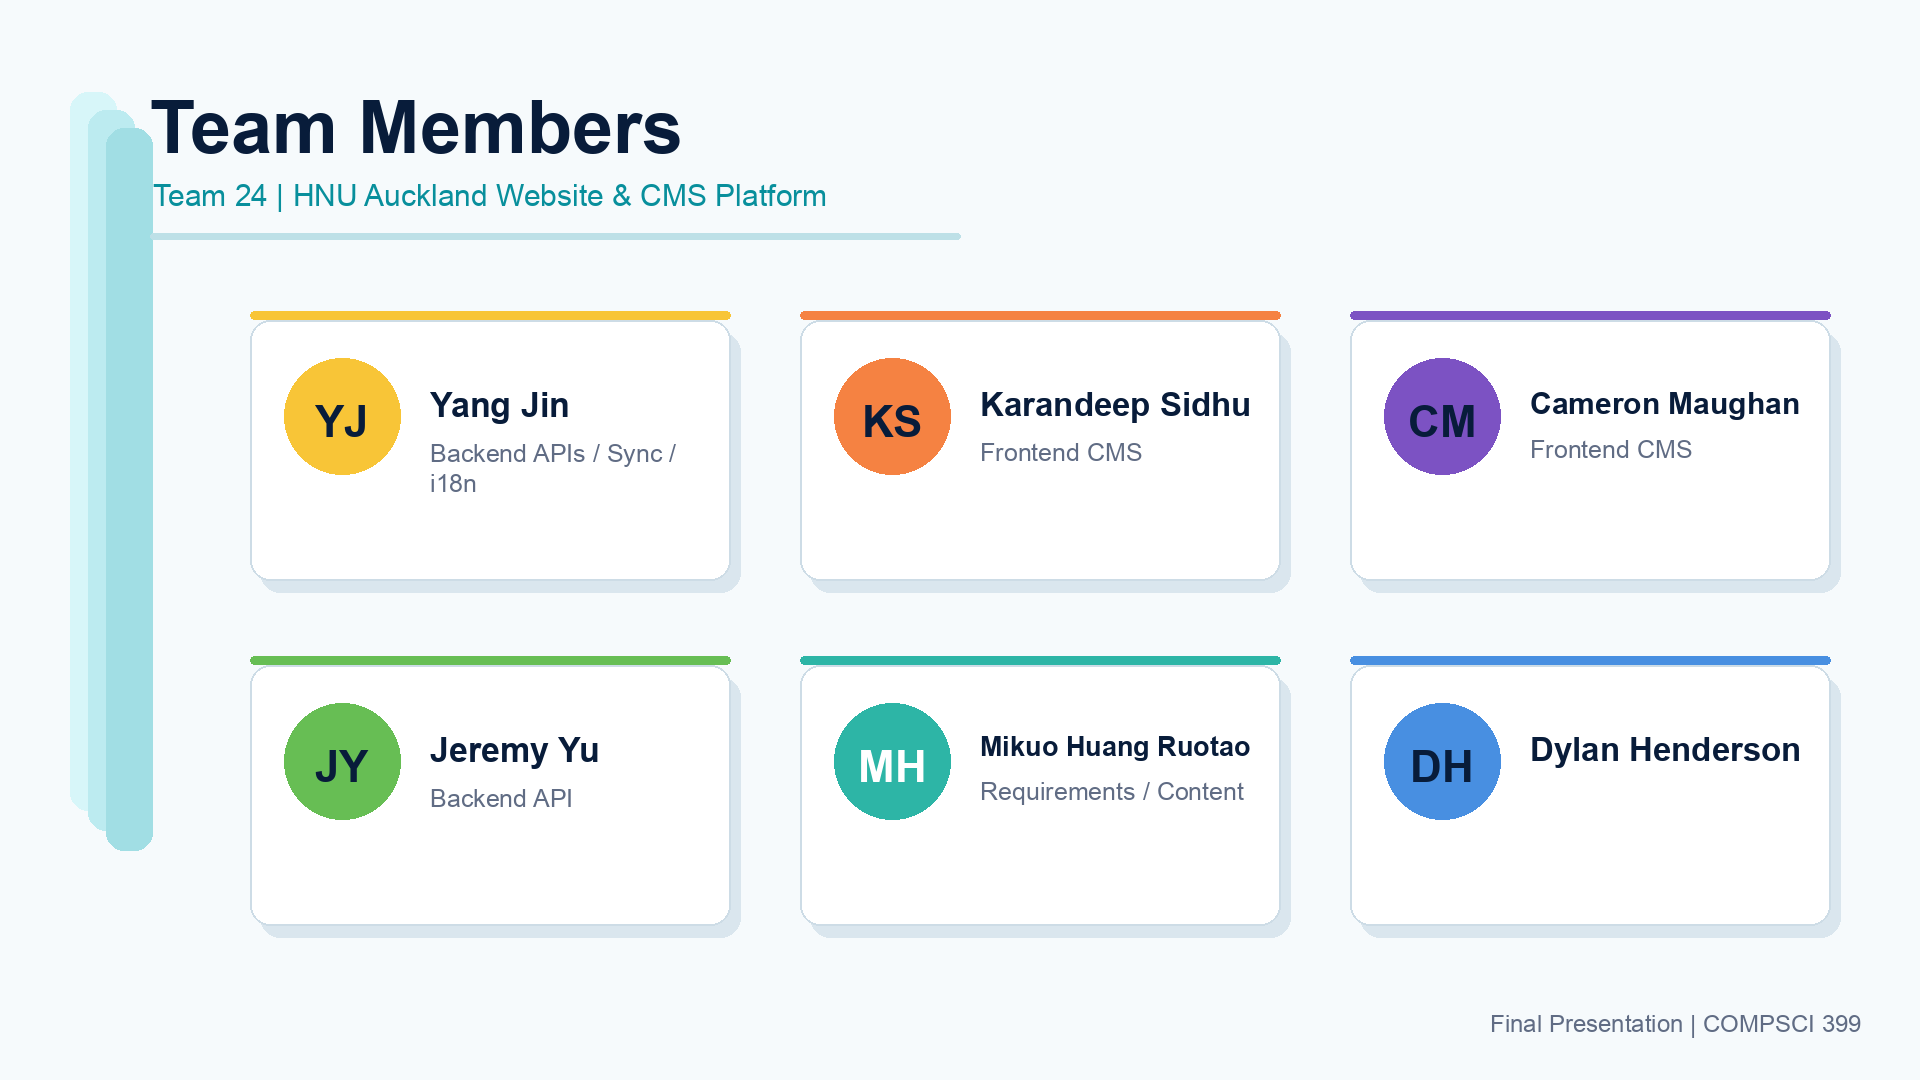 Team Members
Team 24 | HNU Auckland Website & CMS Platform
YJ
Yang Jin
Backend APIs / Sync /
i18n
KS
Karandeep Sidhu
Frontend CMS
CM
Cameron Maughan
Frontend CMS
JY
Jeremy Yu
Backend API
MH
Mikuo Huang Ruotao
Requirements / Content
DH
Dylan Henderson
Final Presentation | COMPSCI 399